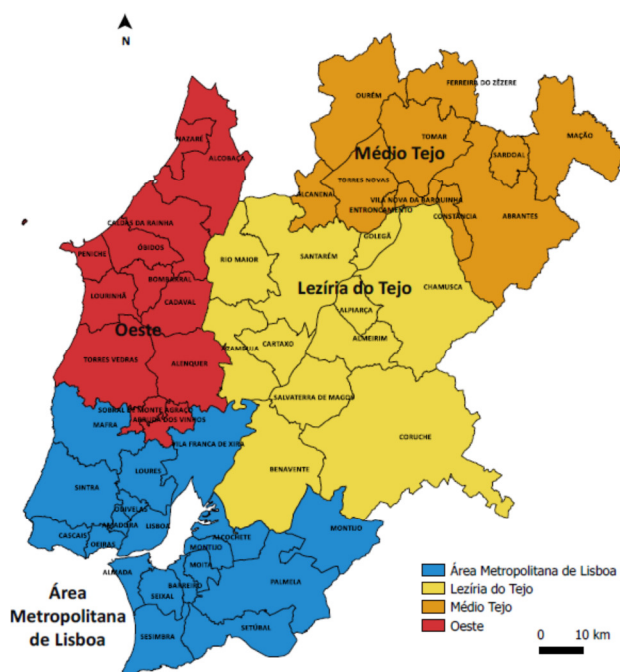 N
FERREIRA DO ZÊZERE
OURÉM
TOMAR
MAÇÃO
SARDOAL
Médio Tejo
NAZARÉ
ALCOBAÇA
TORRES NOVAS
ALCANENA
VILA NOVA DA BARQUINHA
ENTRONCAMENTO
CONSTÂNCIA
ABRANTES
CALDAS DA RAINHA
GOLEGÃ
ÓBIDOS
PENICHE
RIO MAIOR
SANTARÉM
BOMBARRAL
CHAMUSCA
LOURINHÃ
CADAVAL
Lezíria do Tejo
ALPIARÇA
Oeste
ALMEIRIM
CARTAXO
AZAMBUJA
TORRES VEDRAS
ALENQUER
SALVATERRA DE MAGOS
SOBRAL DE MONTE AGRAÇO
ARRUDA DOS VINHOS
MAFRA
CORUCHE
VILA FRANCA DE XIRA
BENAVENTE
LOURES
SINTRA
ODIVELAS
AMADORA
LISBOA
MONTIJO
CASCAIS
OEIRAS
ALCOCHETE
MONTIJO
MOITA
ALMADA
BARREIRO
PALMELA
SEIXAL
SETÚBAL
SESIMBRA
Área
Metropolitana
de Lisboa
Área Metropolitana de Lisboa
Lezíria do Tejo
Médio Tejo
Oeste
0 10 km